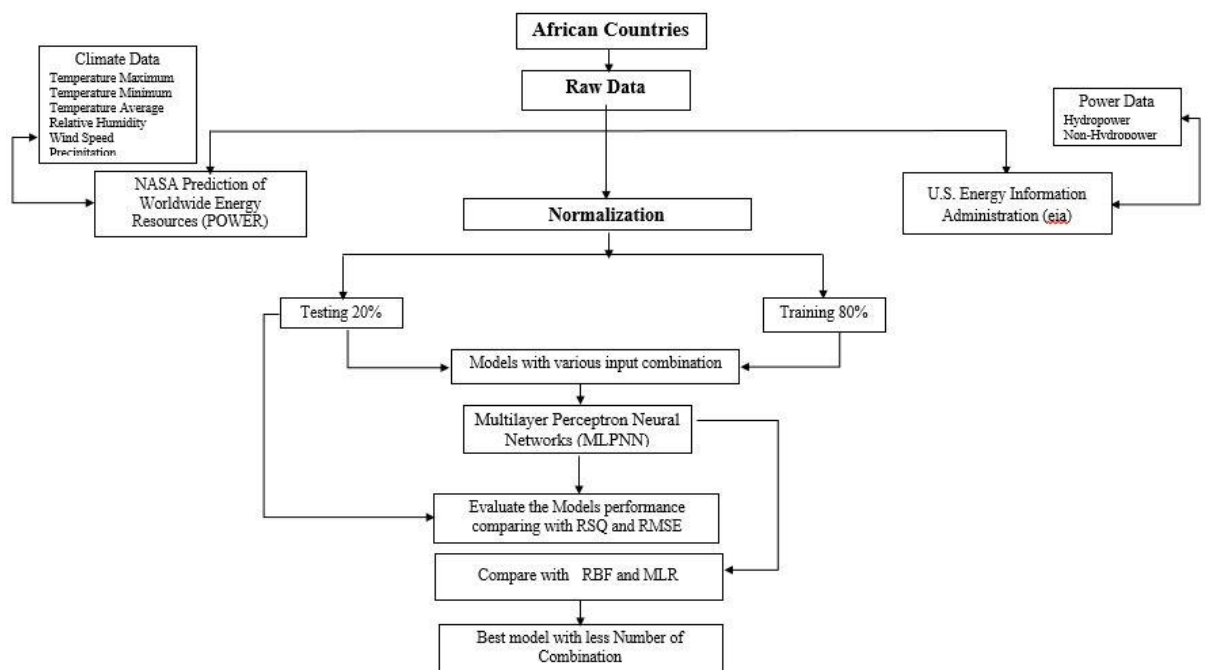 African Countries
Climate Data
Temperature Maximum
Temperature Minimum
Temperature Average
Relative Humidity
Wind Speed
Precipitation
Raw Data
Power Data
Hydropower
Non-Hydropower
NASA Prediction of
Worldwide Energy
Resources (POWER)
U.S. Energy Information
Administration (eia)
Normalization
Testing 20%
Training 80%
Models with various input combination
Multilayer Perceptron Neural
Networks (MLPNN)
Evaluate the Models performance
comparing with RSQ and RMSE
Compare with RBF and MLR
Best model with less Number of
Combination